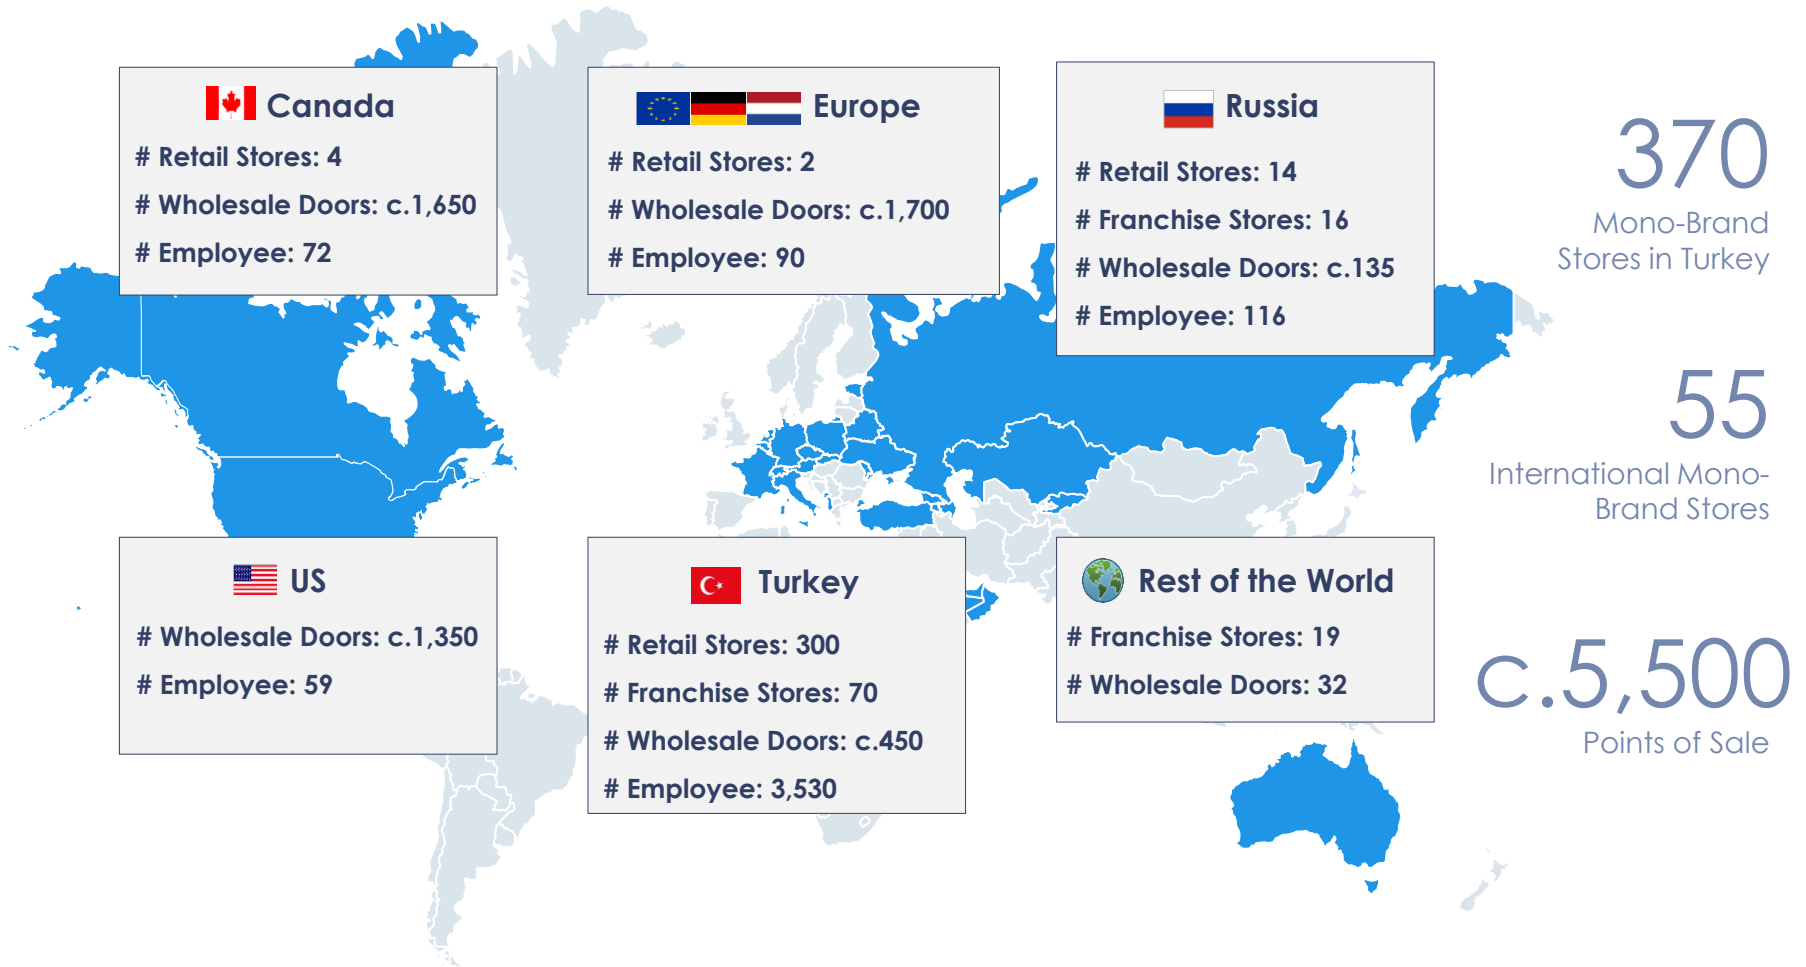 Canada
# Retail Stores: 4
# Wholesale Doors: c.1,650
# Employee: 72
Europe
# Retail Stores: 2
# Wholesale Doors: c.1,700
# Employee: 90
Russia
# Retail Stores: 14
# Franchise Stores: 16
# Wholesale Doors: c.135
# Employee: 116
370
Mono-Brand
Stores in Turkey
55
International Mono-
Brand Stores
c.5,500
Points of Sale
US
# Wholesale Doors: c.1,350
# Employee: 59
Turkey
# Retail Stores: 300
# Franchise Stores: 70
# Wholesale Doors: c.450
# Employee: 3,530
Rest of the World
# Franchise Stores: 19
# Wholesale Doors: 32